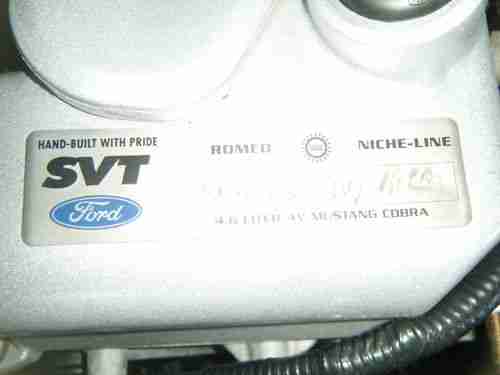 HAND-BUILT WITH PRIDE
SVT
Ford
ROMEO NICHE-LINE
4.6 LITER 4V MUSTANG COBRA